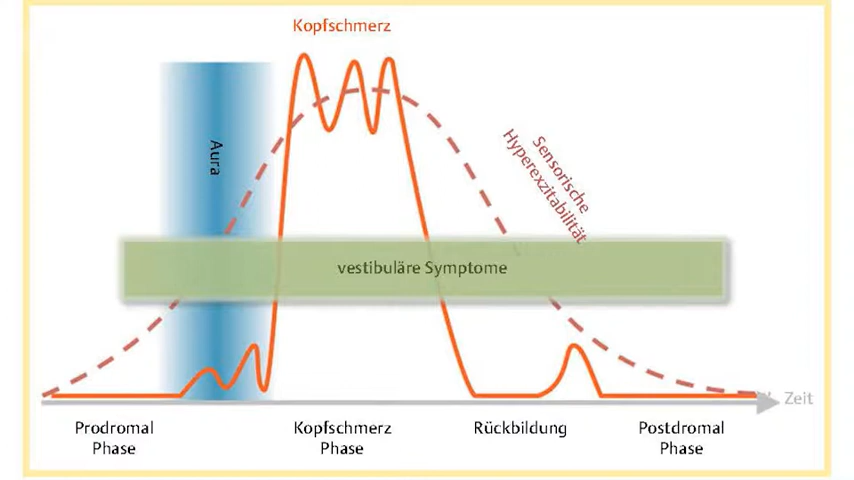 Kopfschmerz
Aura
Sensorische
Hyperexzitabilität
vestibuläre Symptome
Zeit
Prodromal
Phase
Kopfschmerz
Phase
Rückbildung
Postdromal
Phase